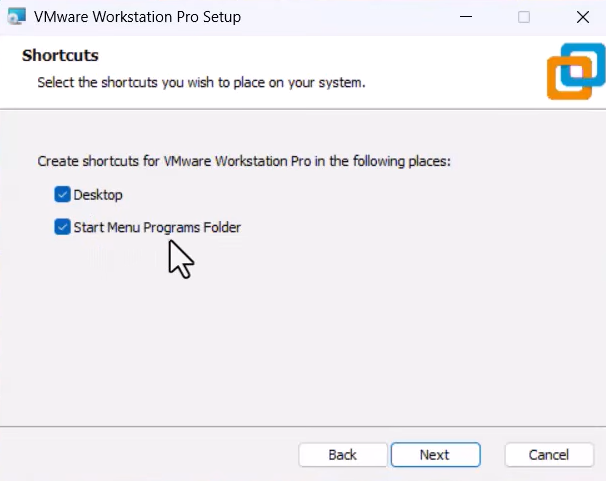 VMware Workstation Pro Setup
Shortcuts
Select the shortcuts you wish to place on your system.
Create shortcuts for VMware Workstation Pro in the following places:
Desktop
Start Menu Programs Folder
Back Next Cancel